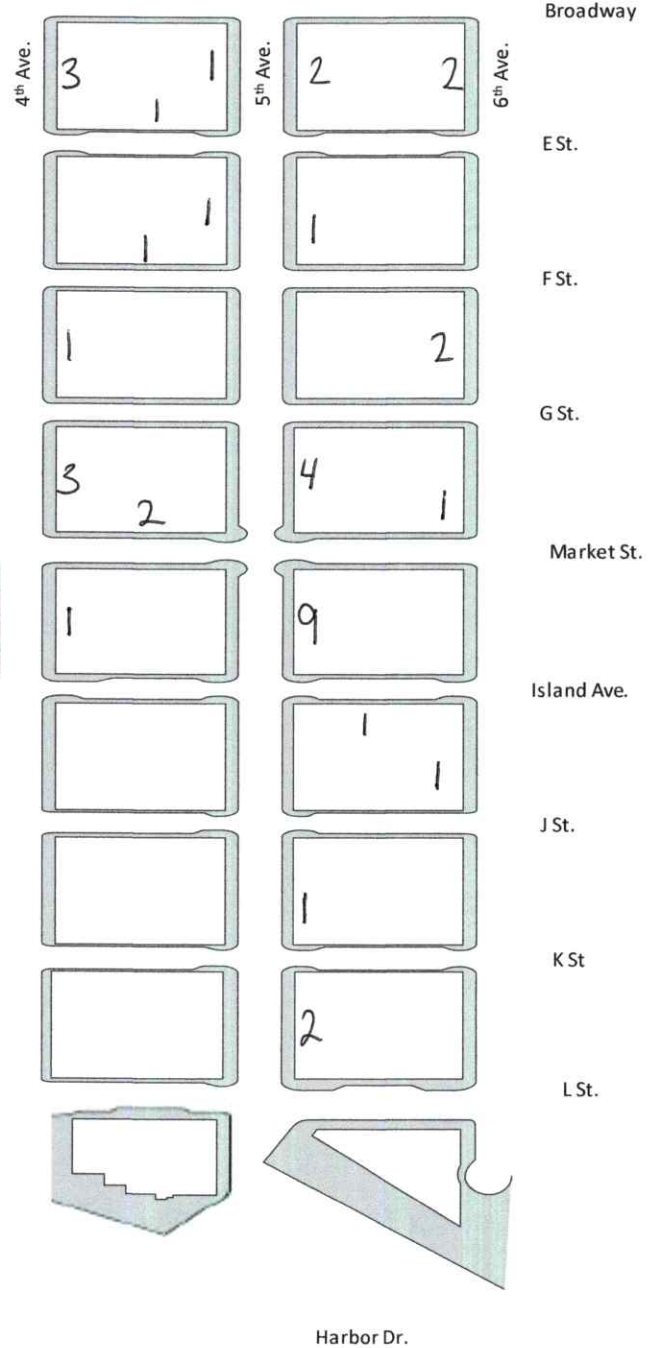 Broadway
4th Ave.
5th Ave.
6th Ave.
3 1 2 2
1
E St.
1 1
1
F St.
1 2
G St.
3 4
2 1
Market St.
1 9
Island Ave.
1
1
J St.
1
K St
2
L St.
Harbor Dr.